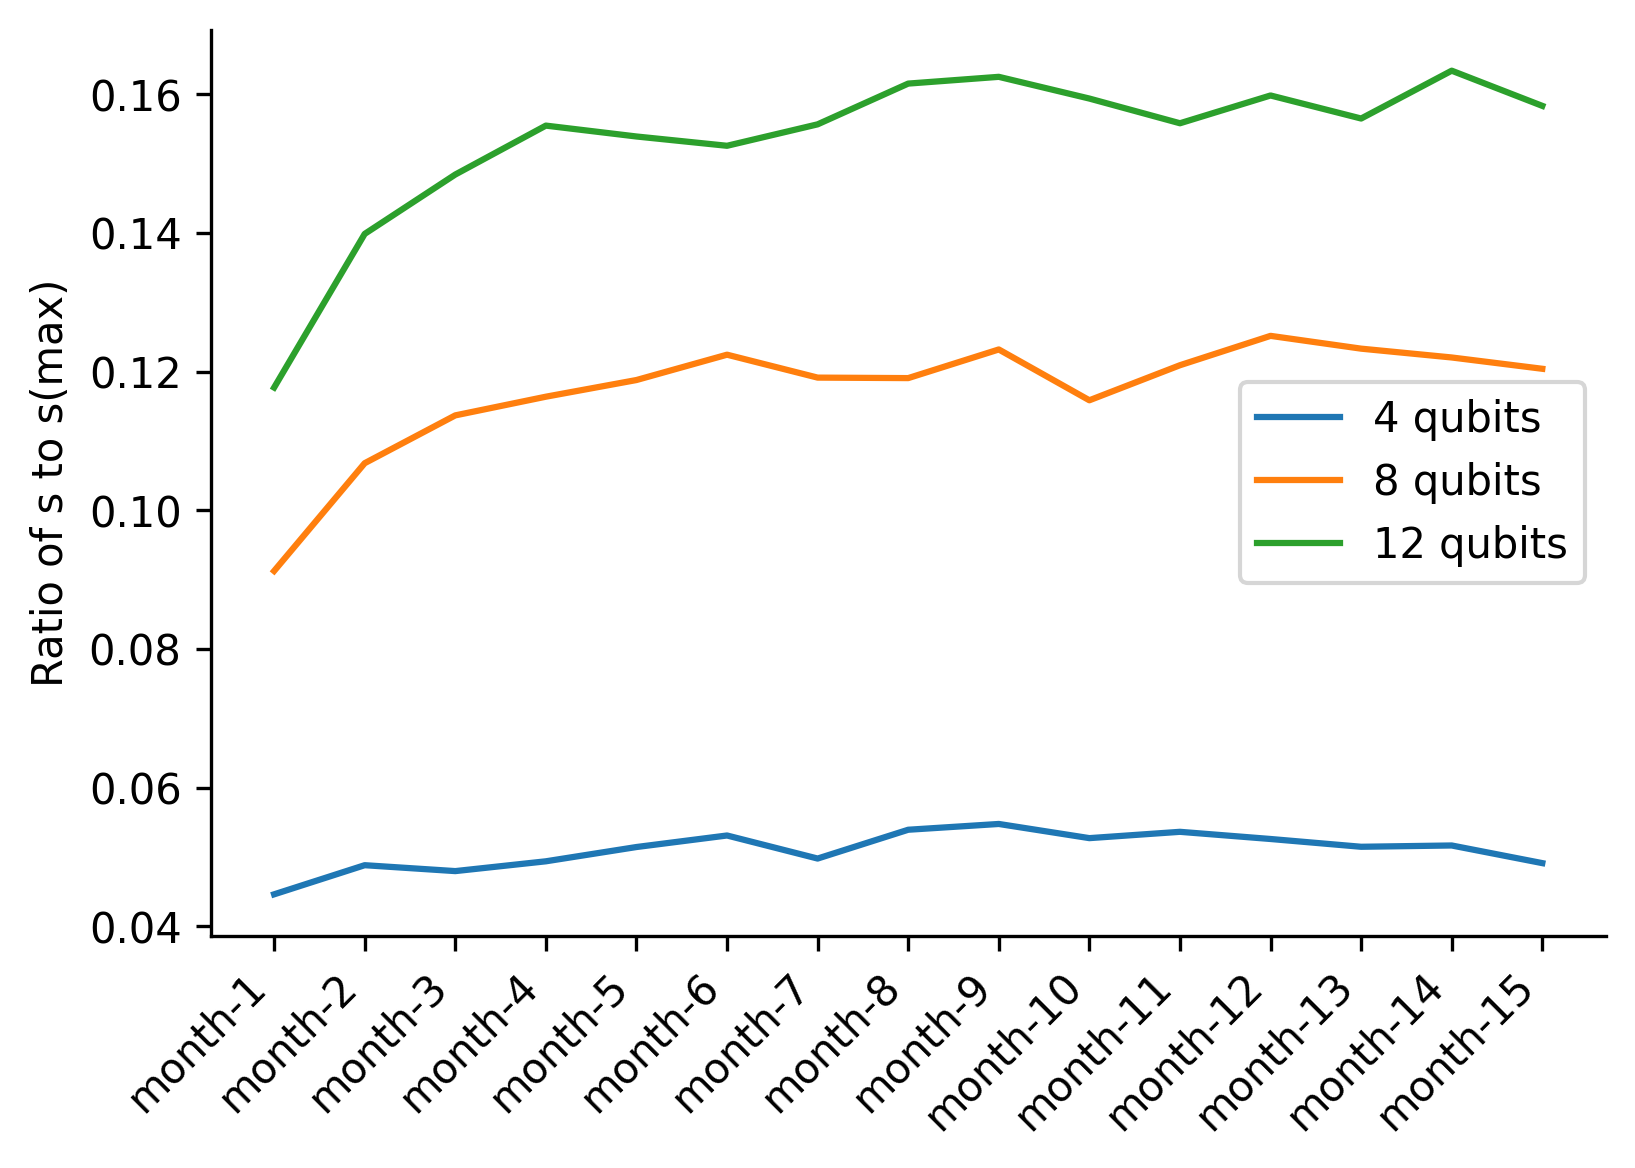 Ratio of s to s(max)
0.16
0.14
0.12
0.10
0.08
0.06
0.04
4 qubits
8 qubits
12 qubits
month-1
month-2
month-3
month-4
month-5
month-6
month-7
month-8
month-9
month-10
month-11
month-12
month-13
month-14
month-15